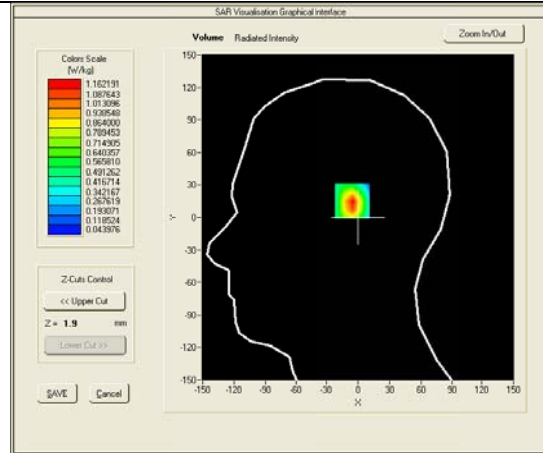 SAR Visualisation Graphical Interface
Volume Radiated Intensity
Zoom In/Out
Colors Scale
(W/kg)
1.162191
1.087643
1.013096
0.938548
0.864000
0.789453
0.714905
0.640357
0.565810
0.491262
0.416714
0.342167
0.267619
0.193071
0.118524
0.043976
Z-Cuts Control
<< Upper Cut
Z = 1.9 mm
Lower Cut >>
SAVE Cancel
150
120
90
60
30
0
-30
-60
-90
-120
-150
Y
-150 -120 -90 -60 -30 0 30 60 90 120 150
X